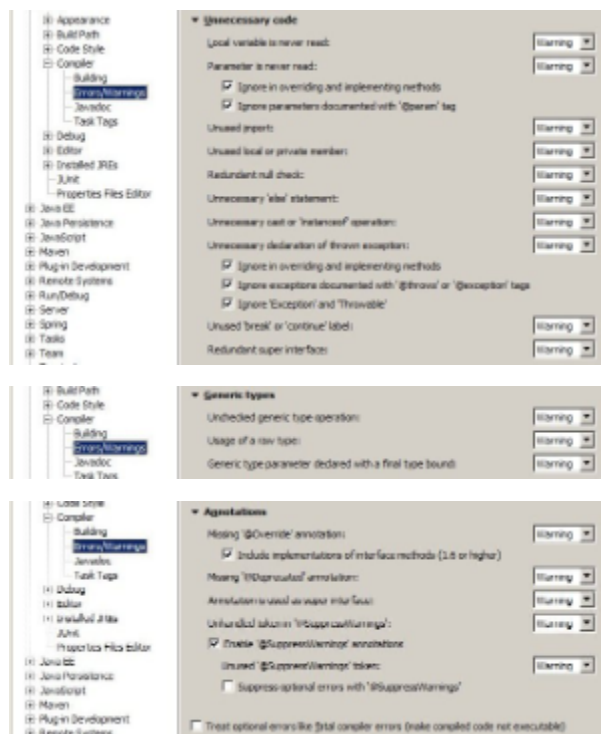 Appearance
Build Path
Code Style
Compiler
Building
Errors/Warnings
Javadoc
Task Tags
Debug
Editor
Installed JREs
JUnit
Properties Files Editor
Java EE
Java Persistence
JavaScript
Maven
Plug-in Development
Remote Systems
Run/Debug
Server
Spring
Tasks
Team
Unnecessary code
Local variable is never read: Warning
Parameter is never read: Warning
Ignore in overriding and implementing methods
Ignore parameters documented with '@param' tag
Unused import: Warning
Unused local or private member: Warning
Redundant null check: Warning
Unnecessary 'else' statement: Warning
Unnecessary cast or 'instanceof' operation: Warning
Unnecessary declaration of thrown exception: Warning
Ignore in overriding and implementing methods
Ignore exceptions documented with '@throws' or '@exception' tags
Ignore 'Exception' and 'Throwable'
Unused 'break' or 'continue' label: Warning
Redundant super interface: Warning
Build Path
Code Style
Compiler
Building
Errors/Warnings
Javadoc
Task Tags
Generic types
Unchecked generic type operation: Warning
Usage of a raw type: Warning
Generic type parameter declared with a final type bound: Warning
Code Style
Compiler
Building
Errors/Warnings
Javadoc
Task Tags
Debug
Editor
Installed JREs
JUnit
Properties Files Editor
Java EE
Java Persistence
JavaScript
Maven
Plug-in Development
Remote Systems
Annotations
Missing '@Override' annotation: Warning
Include implementations of interface methods (1.6 or higher)
Missing '@Deprecated' annotation: Warning
Annotation is used as super interface: Warning
Unhandled token in '@SuppressWarnings': Warning
Enable '@SuppressWarnings' annotations
Unused '@SuppressWarnings' token: Warning
Suppress optional errors with '@SuppressWarnings'
Treat optional errors like fatal compiler errors (make compiled code not executable)